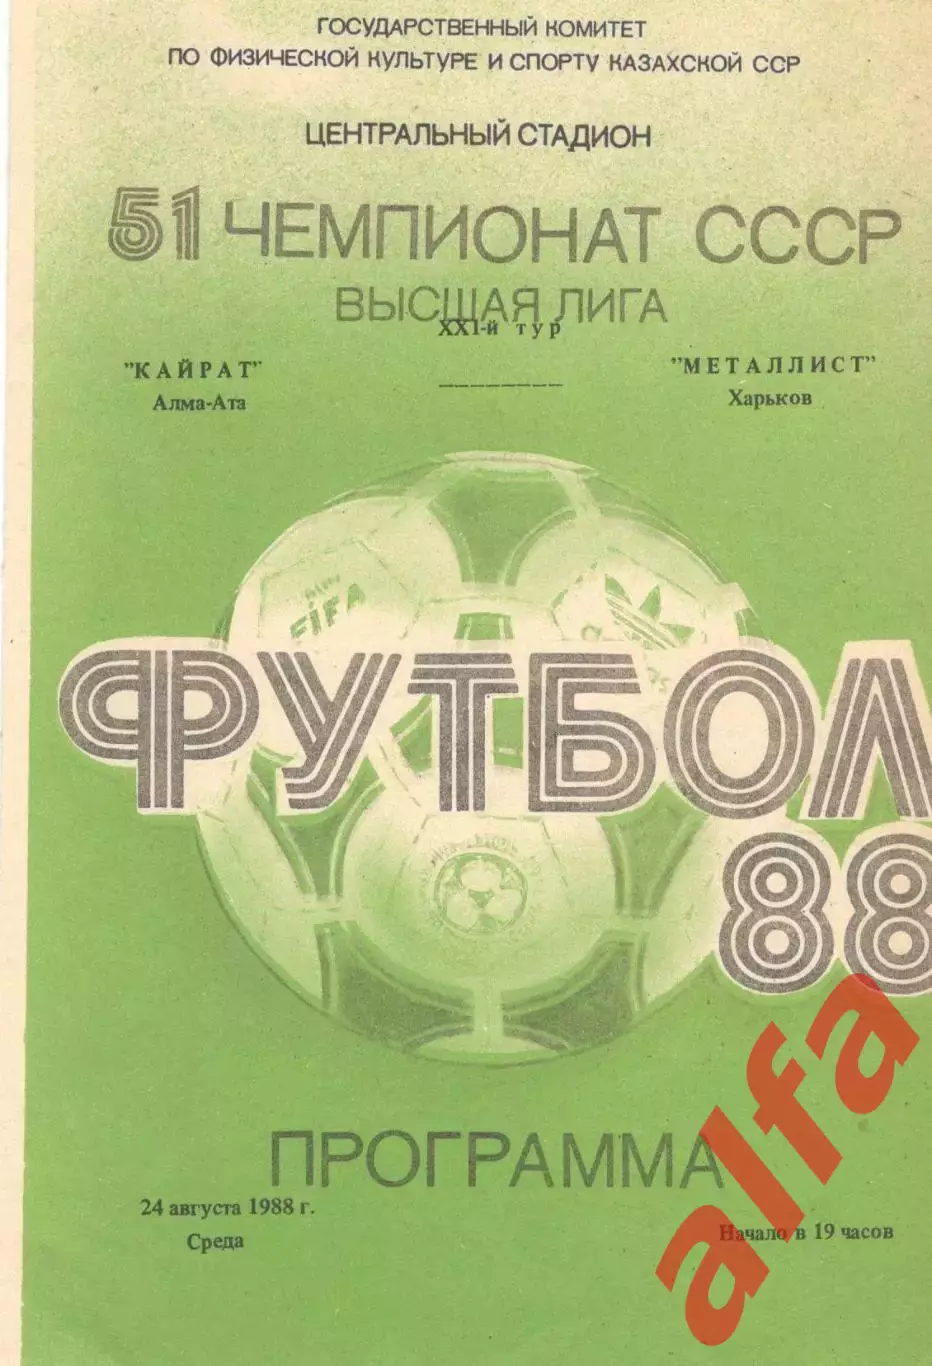 ГОСУДАРСТВЕННЫЙ КОМИТЕТ
ПО ФИЗИЧЕСКОЙ КУЛЬТУРЕ И СПОРТУ КАЗАХСКОЙ ССР
ЦЕНТРАЛЬНЫЙ СТАДИОН
51 ЧЕМПИОНАТ СССР
ВЫСШАЯ ЛИГА
XXI-й тур
"КАЙРАТ" ———————— "МЕТАЛЛИСТ"
Алма-Ата Харьков
FIFA
ФУТБОЛ
88
ПРОГРАММА
24 августа 1988 г.
Среда
Начало в 19 часов
alfa